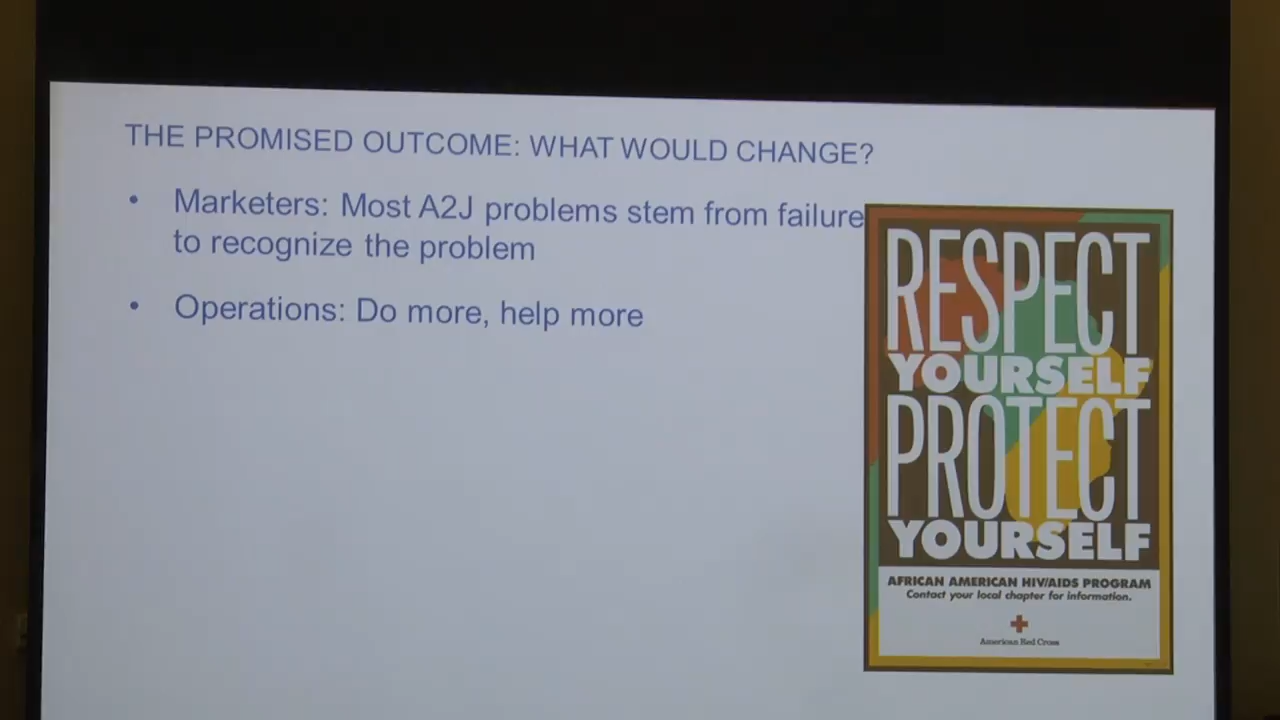 THE PROMISED OUTCOME: WHAT WOULD CHANGE?
• Marketers: Most A2J problems stem from failure
to recognize the problem
• Operations: Do more, help more
RESPECT
YOURSELF
PROTECT
YOURSELF
AFRICAN AMERICAN HIV/AIDS PROGRAM
Contact your local chapter for information.
American Red Cross